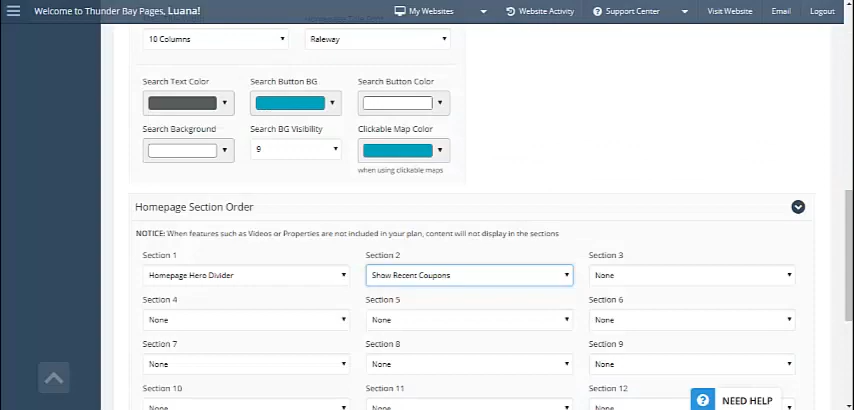 Welcome to Thunder Bay Pages, Luana!
My Websites
Website Activity
Support Center
Visit Website
Email
Logout
10 Columns
Raleway
Search Text Color
Search Button BG
Search Button Color
Search Background
Search BG Visibility
Clickable Map Color
9
when using clickable maps
Homepage Section Order
NOTICE: When features such as Videos or Properties are not included in your plan, content will not display in the sections
Section 1
Section 2
Section 3
Homepage Hero Divider
Show Recent Coupons
None
Section 4
Section 5
Section 6
None
None
None
Section 7
Section 8
Section 9
None
None
None
Section 10
Section 11
Section 12
None
None
NEED HELP